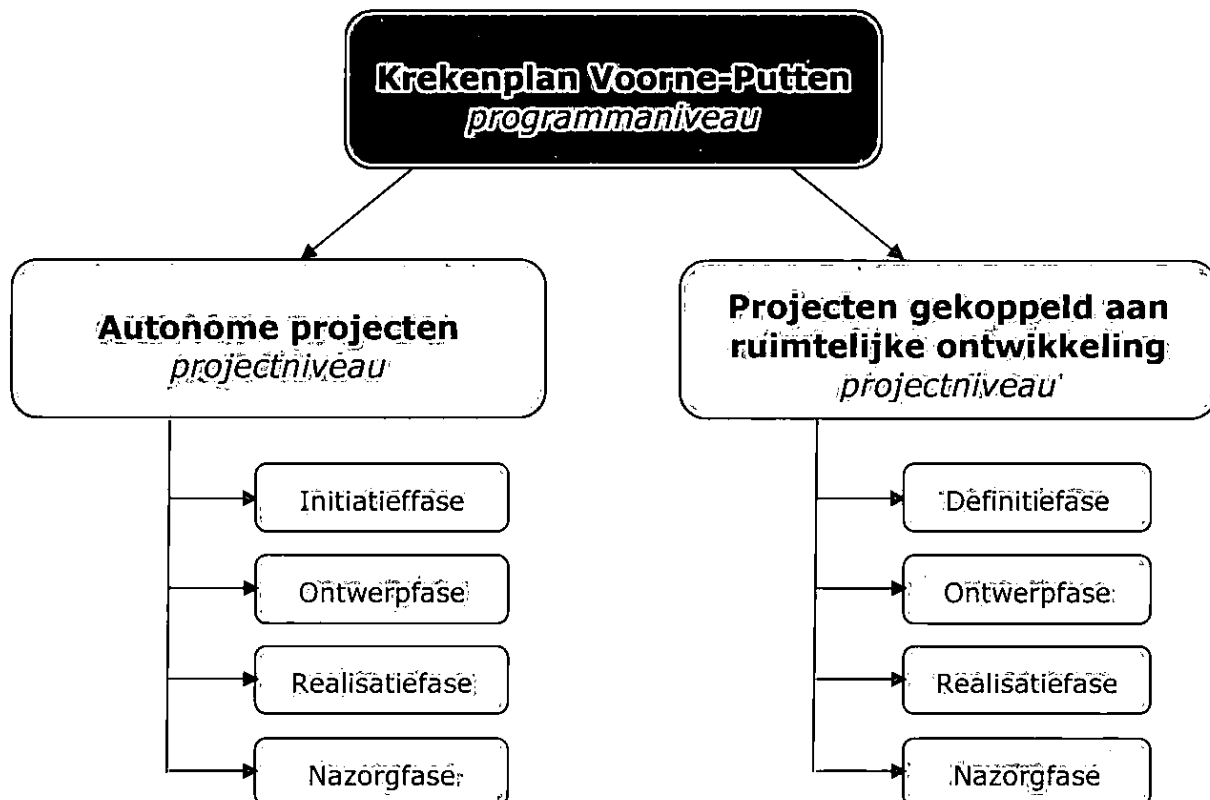 Krekenplan Voorne-Putten
programmaniveau
Autonome projecten
projectniveau
Projecten gekoppeld aan
ruimtelijke ontwikkeling
projectniveau
Initiatieffase
Ontwerpfase
Realisatiefase
Nazorgfase
Definitiefase
Ontwerpfase
Realisatiefase
Nazorgfase